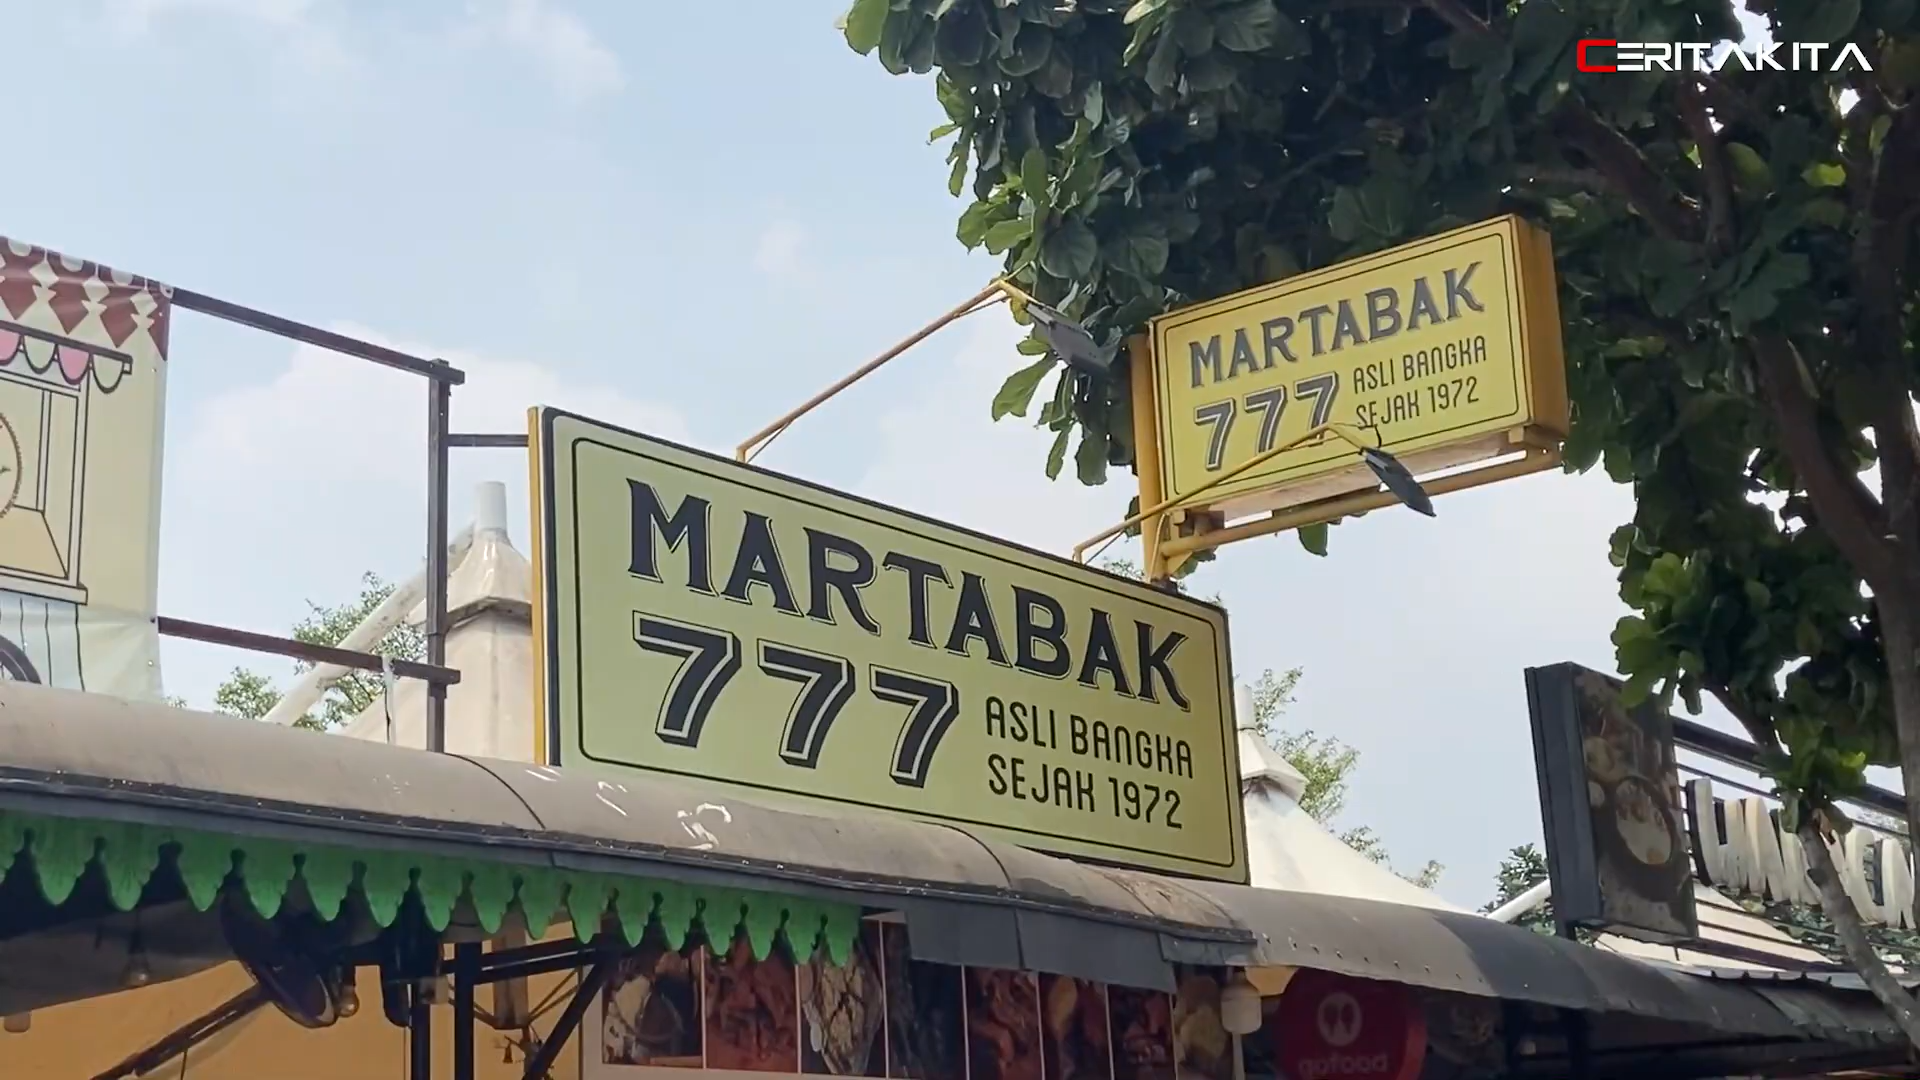 CERITAKITA
MARTABAK
777 ASLI BANGKA
SEJAK 1972
MARTABAK
777 ASLI BANGKA
SEJAK 1972
gofood